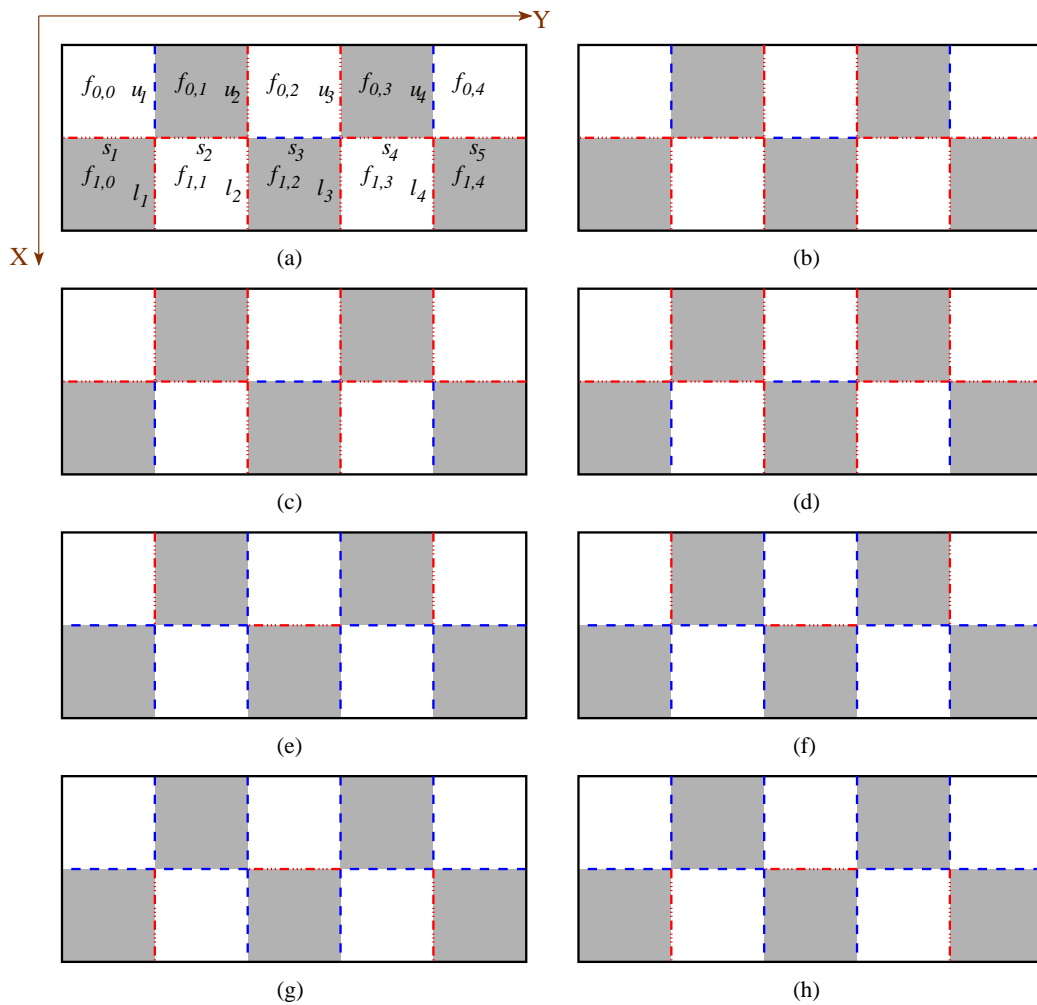 Y
f0,0 u1 f0,1 u2 f0,2 u3 f0,3 u4 f0,4
s1 s2 s3 s4 s5
f1,0 l1 f1,1 l2 f1,2 l3 f1,3 l4 f1,4
X
(a) (b)
(c) (d)
(e) (f)
(g) (h)